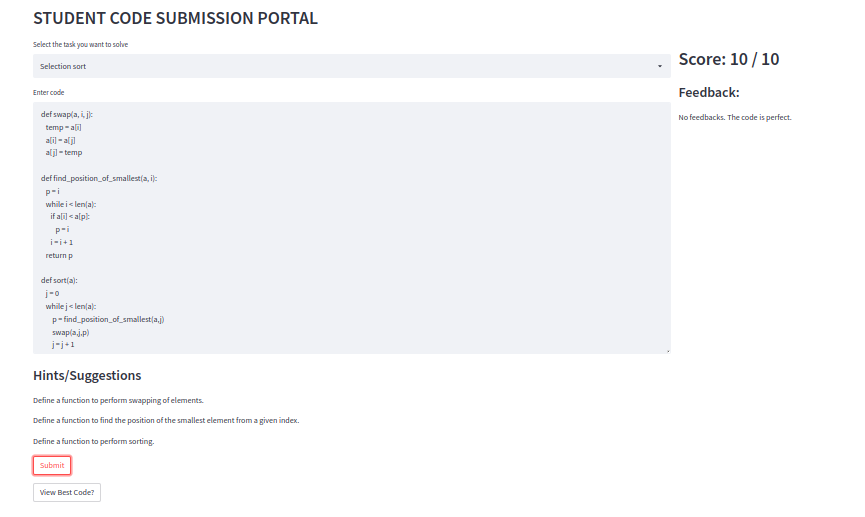 STUDENT CODE SUBMISSION PORTAL
Select the task you want to solve
Selection sort
Enter code
def swap(a, i, j):
temp = a[i]
a[i] = a[j]
a[j] = temp
def find_position_of_smallest(a, i):
p = i
while i < len(a):
if a[i] < a[p]:
p = i
i = i + 1
return p
def sort(a):
j = 0
while j < len(a):
p = find_position_of_smallest(a,j)
swap(a,j,p)
j = j + 1
Hints/Suggestions
Define a function to perform swapping of elements.
Define a function to find the position of the smallest element from a given index.
Define a function to perform sorting.
Submit
View Best Code?
Score: 10 / 10
Feedback:
No feedbacks. The code is perfect.